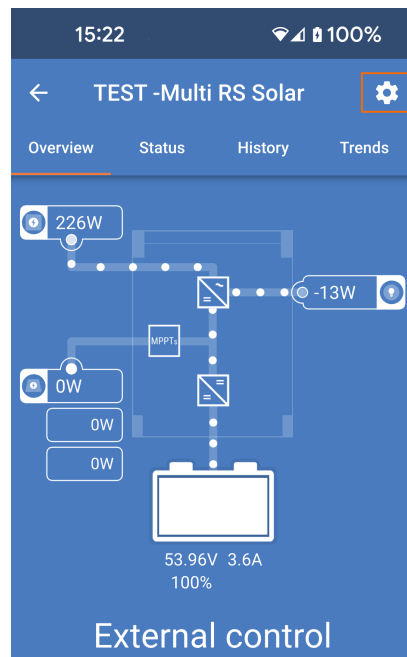 15:22 100%
TEST -Multi RS Solar
Overview Status History Trends
226W
-13W
MPPTs
0W
0W
0W
53.96V 3.6A
100%
External control